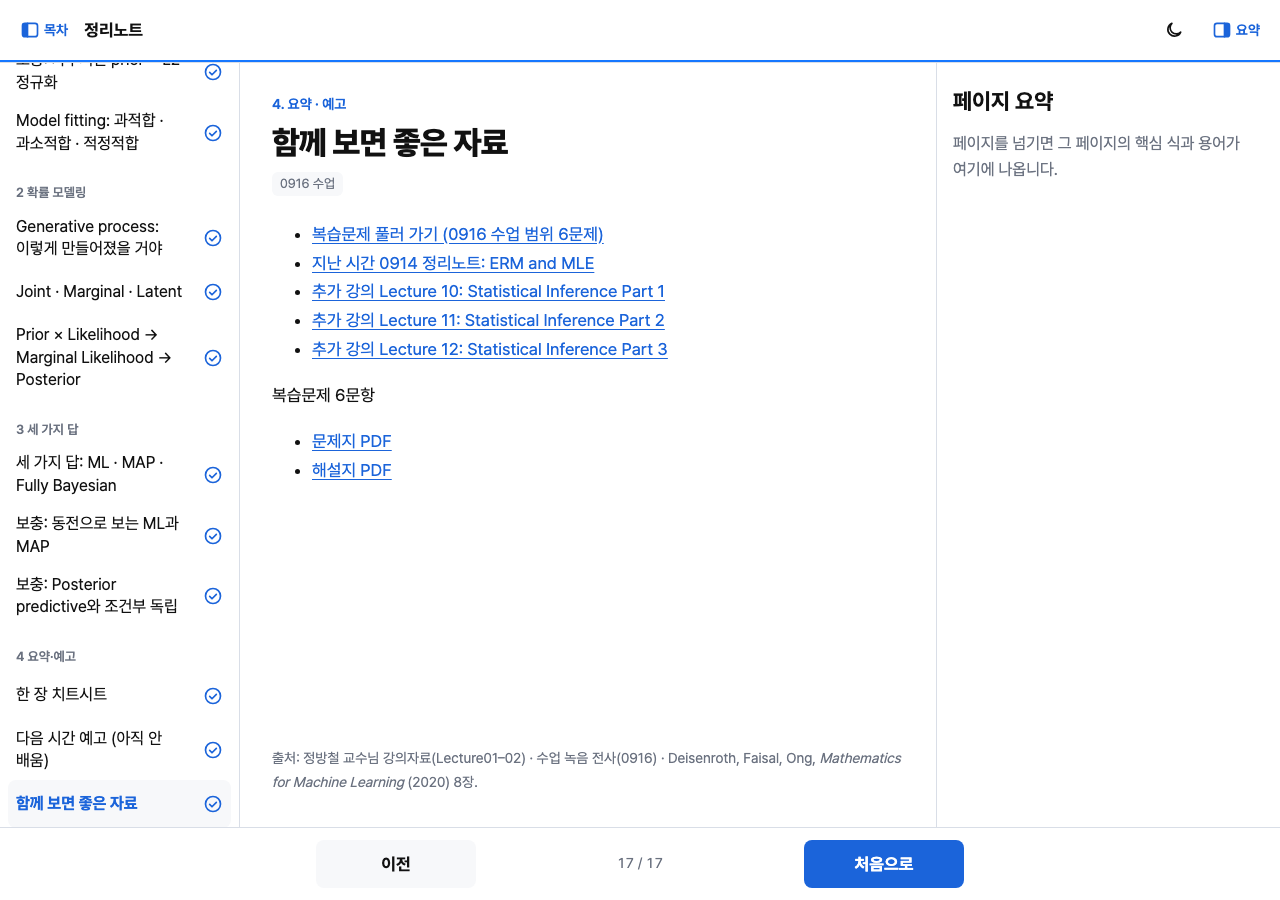 목차
정리노트
요약
정규화
Model fitting: 과적합 ·
과소적합 · 적정적합
2 확률 모델링
Generative process:
이렇게 만들어졌을 거야
Joint · Marginal · Latent
Prior × Likelihood →
Marginal Likelihood →
Posterior
3 세 가지 답
세 가지 답: ML · MAP ·
Fully Bayesian
보충: 동전으로 보는 ML과
MAP
보충: Posterior
predictive와 조건부 독립
4 요약·예고
한 장 치트시트
다음 시간 예고 (아직 안
배움)
함께 보면 좋은 자료
4. 요약 · 예고
함께 보면 좋은 자료
0916 수업
• 복습문제 풀러 가기 (0916 수업 범위 6문제)
• 지난 시간 0914 정리노트: ERM and MLE
• 추가 강의 Lecture 10: Statistical Inference Part 1
• 추가 강의 Lecture 11: Statistical Inference Part 2
• 추가 강의 Lecture 12: Statistical Inference Part 3
복습문제 6문항
• 문제지 PDF
• 해설지 PDF
출처: 정방철 교수님 강의자료(Lecture01–02) · 수업 녹음 전사(0916) · Deisenroth, Faisal, Ong, Mathematics
for Machine Learning (2020) 8장.
페이지 요약
페이지를 넘기면 그 페이지의 핵심 식과 용어가
여기에 나옵니다.
이전
17 / 17
처음으로